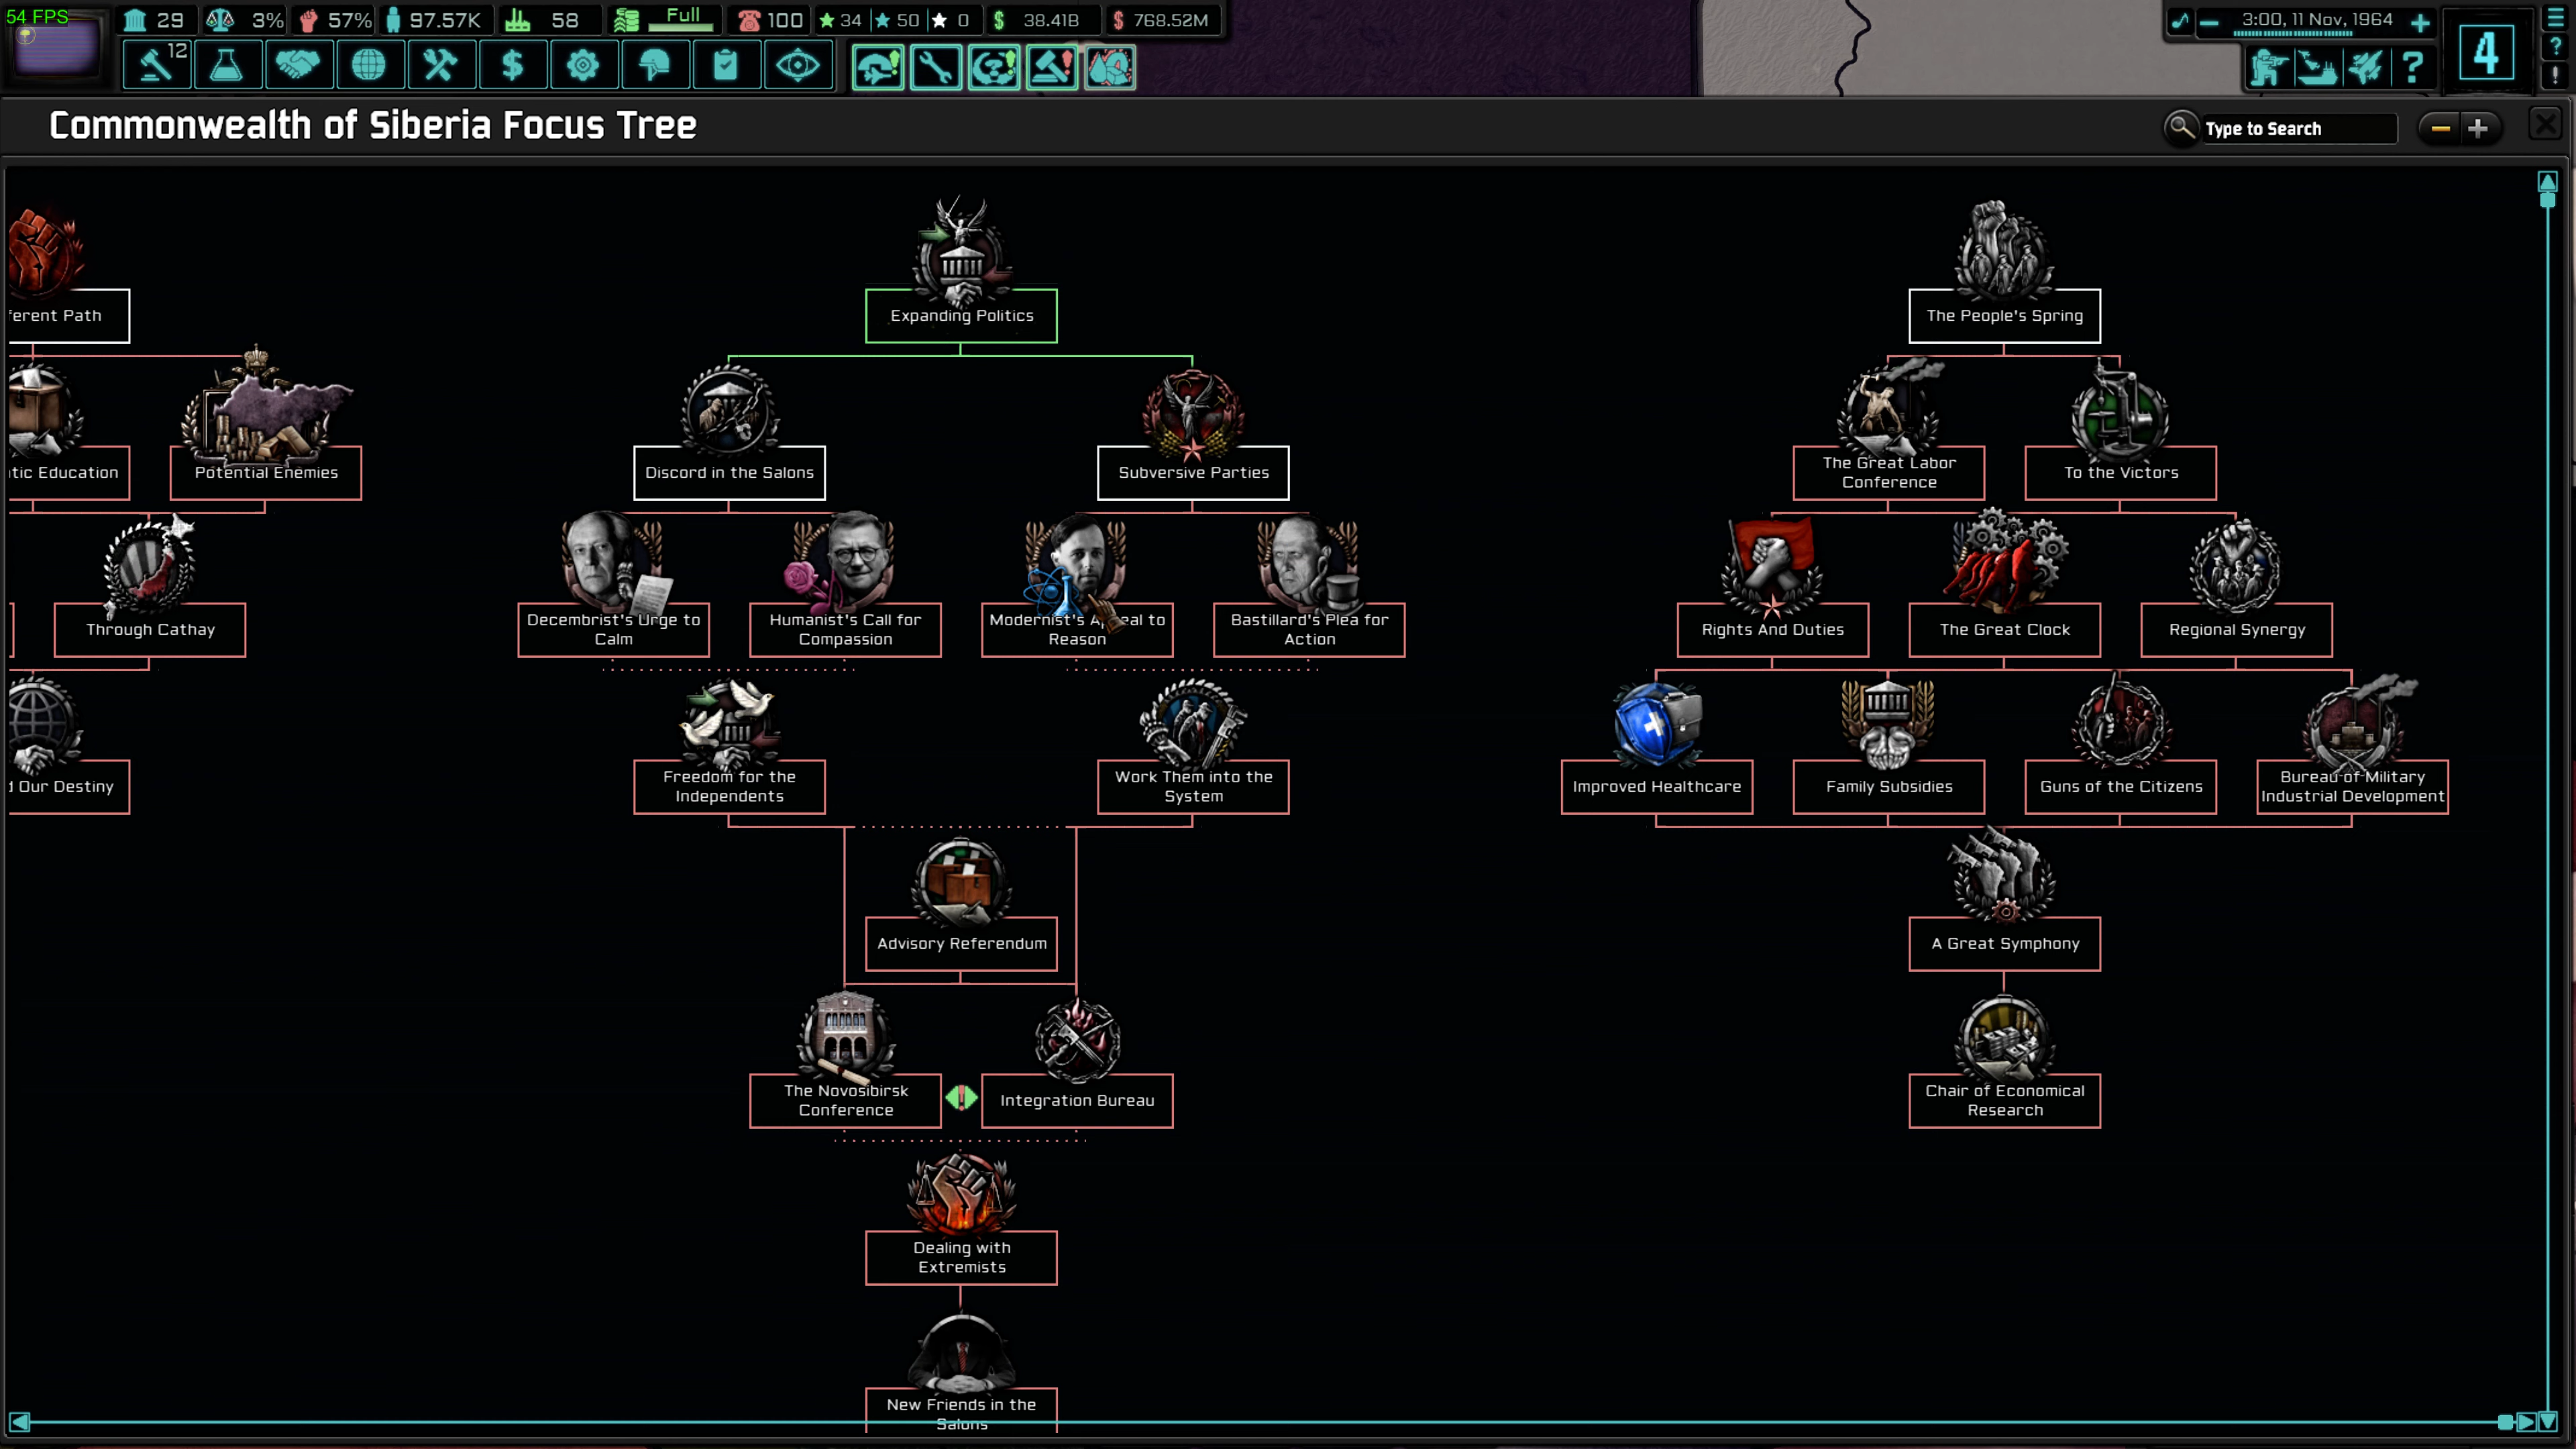 54 FPS
29
3%
57%
97.57K
58
Full
100
34
50
0
$ 38.41B
$ 768.52M
3:00, 11 Nov, 1964
12
4
Commonwealth of Siberia Focus Tree
Type to Search
ferent Path
Expanding Politics
The People's Spring
tic Education
Potential Enemies
Discord in the Salons
Subversive Parties
The Great Labor
Conference
To the Victors
Through Cathay
Decembrist's Urge to
Calm
Humanist's Call for
Compassion
Modernist's Appeal to
Reason
Bastillard's Plea for
Action
Rights And Duties
The Great Clock
Regional Synergy
d Our Destiny
Freedom for the
Independents
Work Them into the
System
Improved Healthcare
Family Subsidies
Guns of the Citizens
Bureau of Military
Industrial Development
Advisory Referendum
A Great Symphony
The Novosibirsk
Conference
Integration Bureau
Chair of Economical
Research
Dealing with
Extremists
New Friends in the
Salons